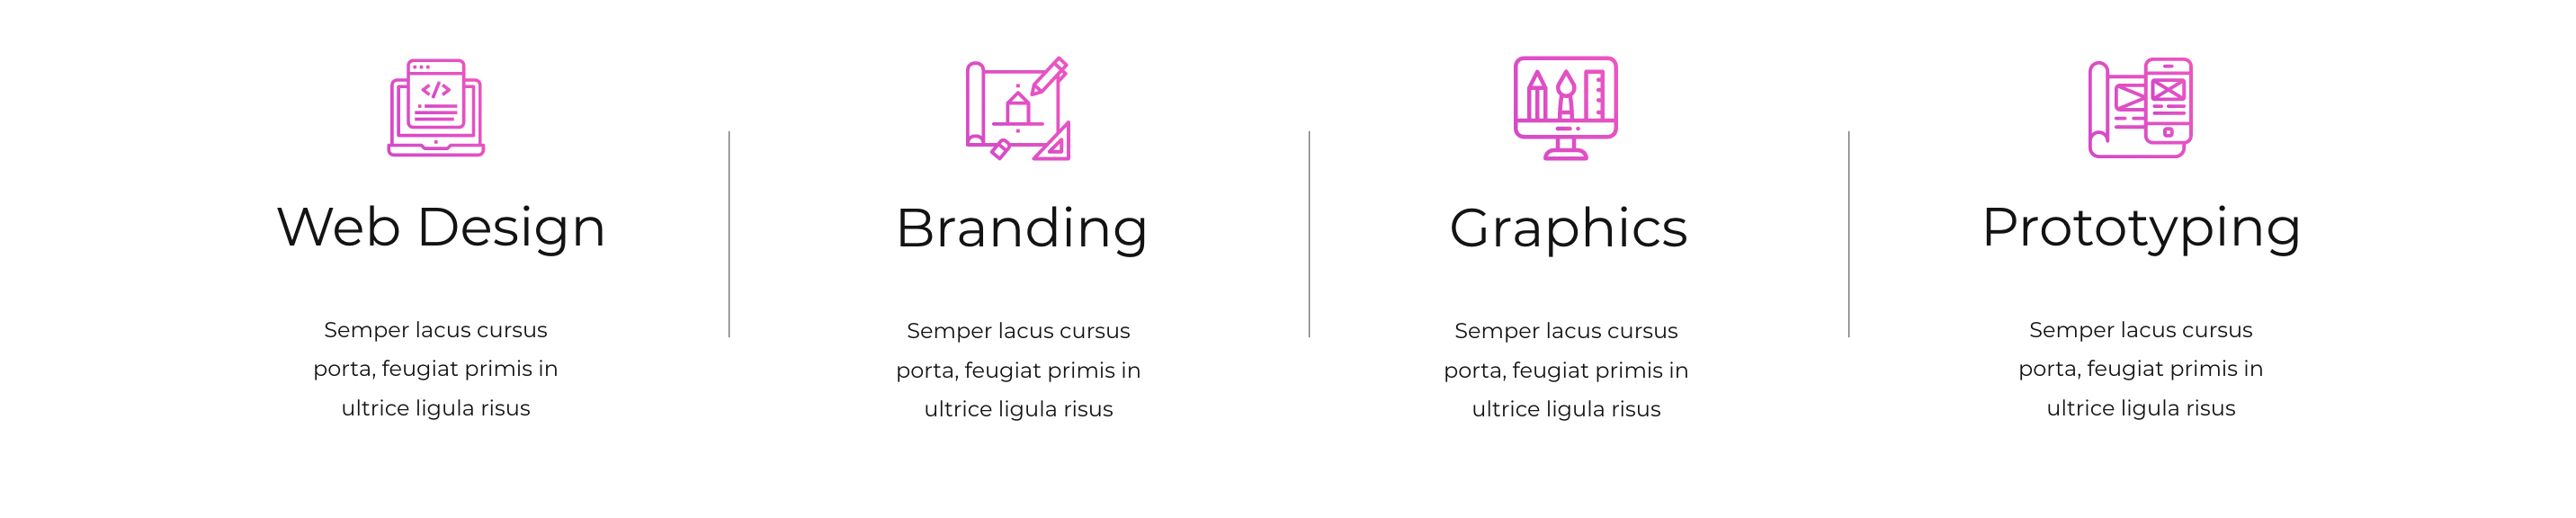 Web Design
Semper lacus cursus
porta, feugiat primis in
ultrice ligula risus
Branding
Semper lacus cursus
porta, feugiat primis in
ultrice ligula risus
Graphics
Semper lacus cursus
porta, feugiat primis in
ultrice ligula risus
Prototyping
Semper lacus cursus
porta, feugiat primis in
ultrice ligula risus